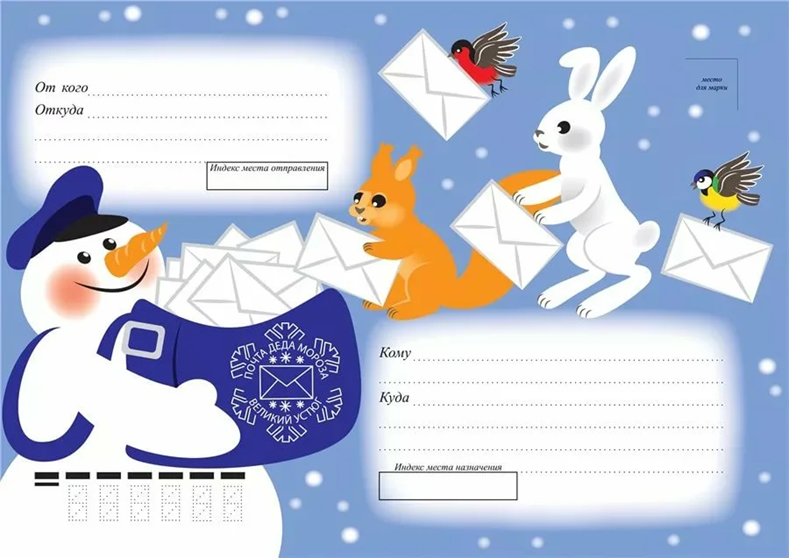 От кого
Откуда
Индекс места отправления
место
для марки
ПОЧТА ДЕДА МОРОЗА
ВЕЛИКИЙ УСТЮГ
Кому
Куда
Индекс места назначения